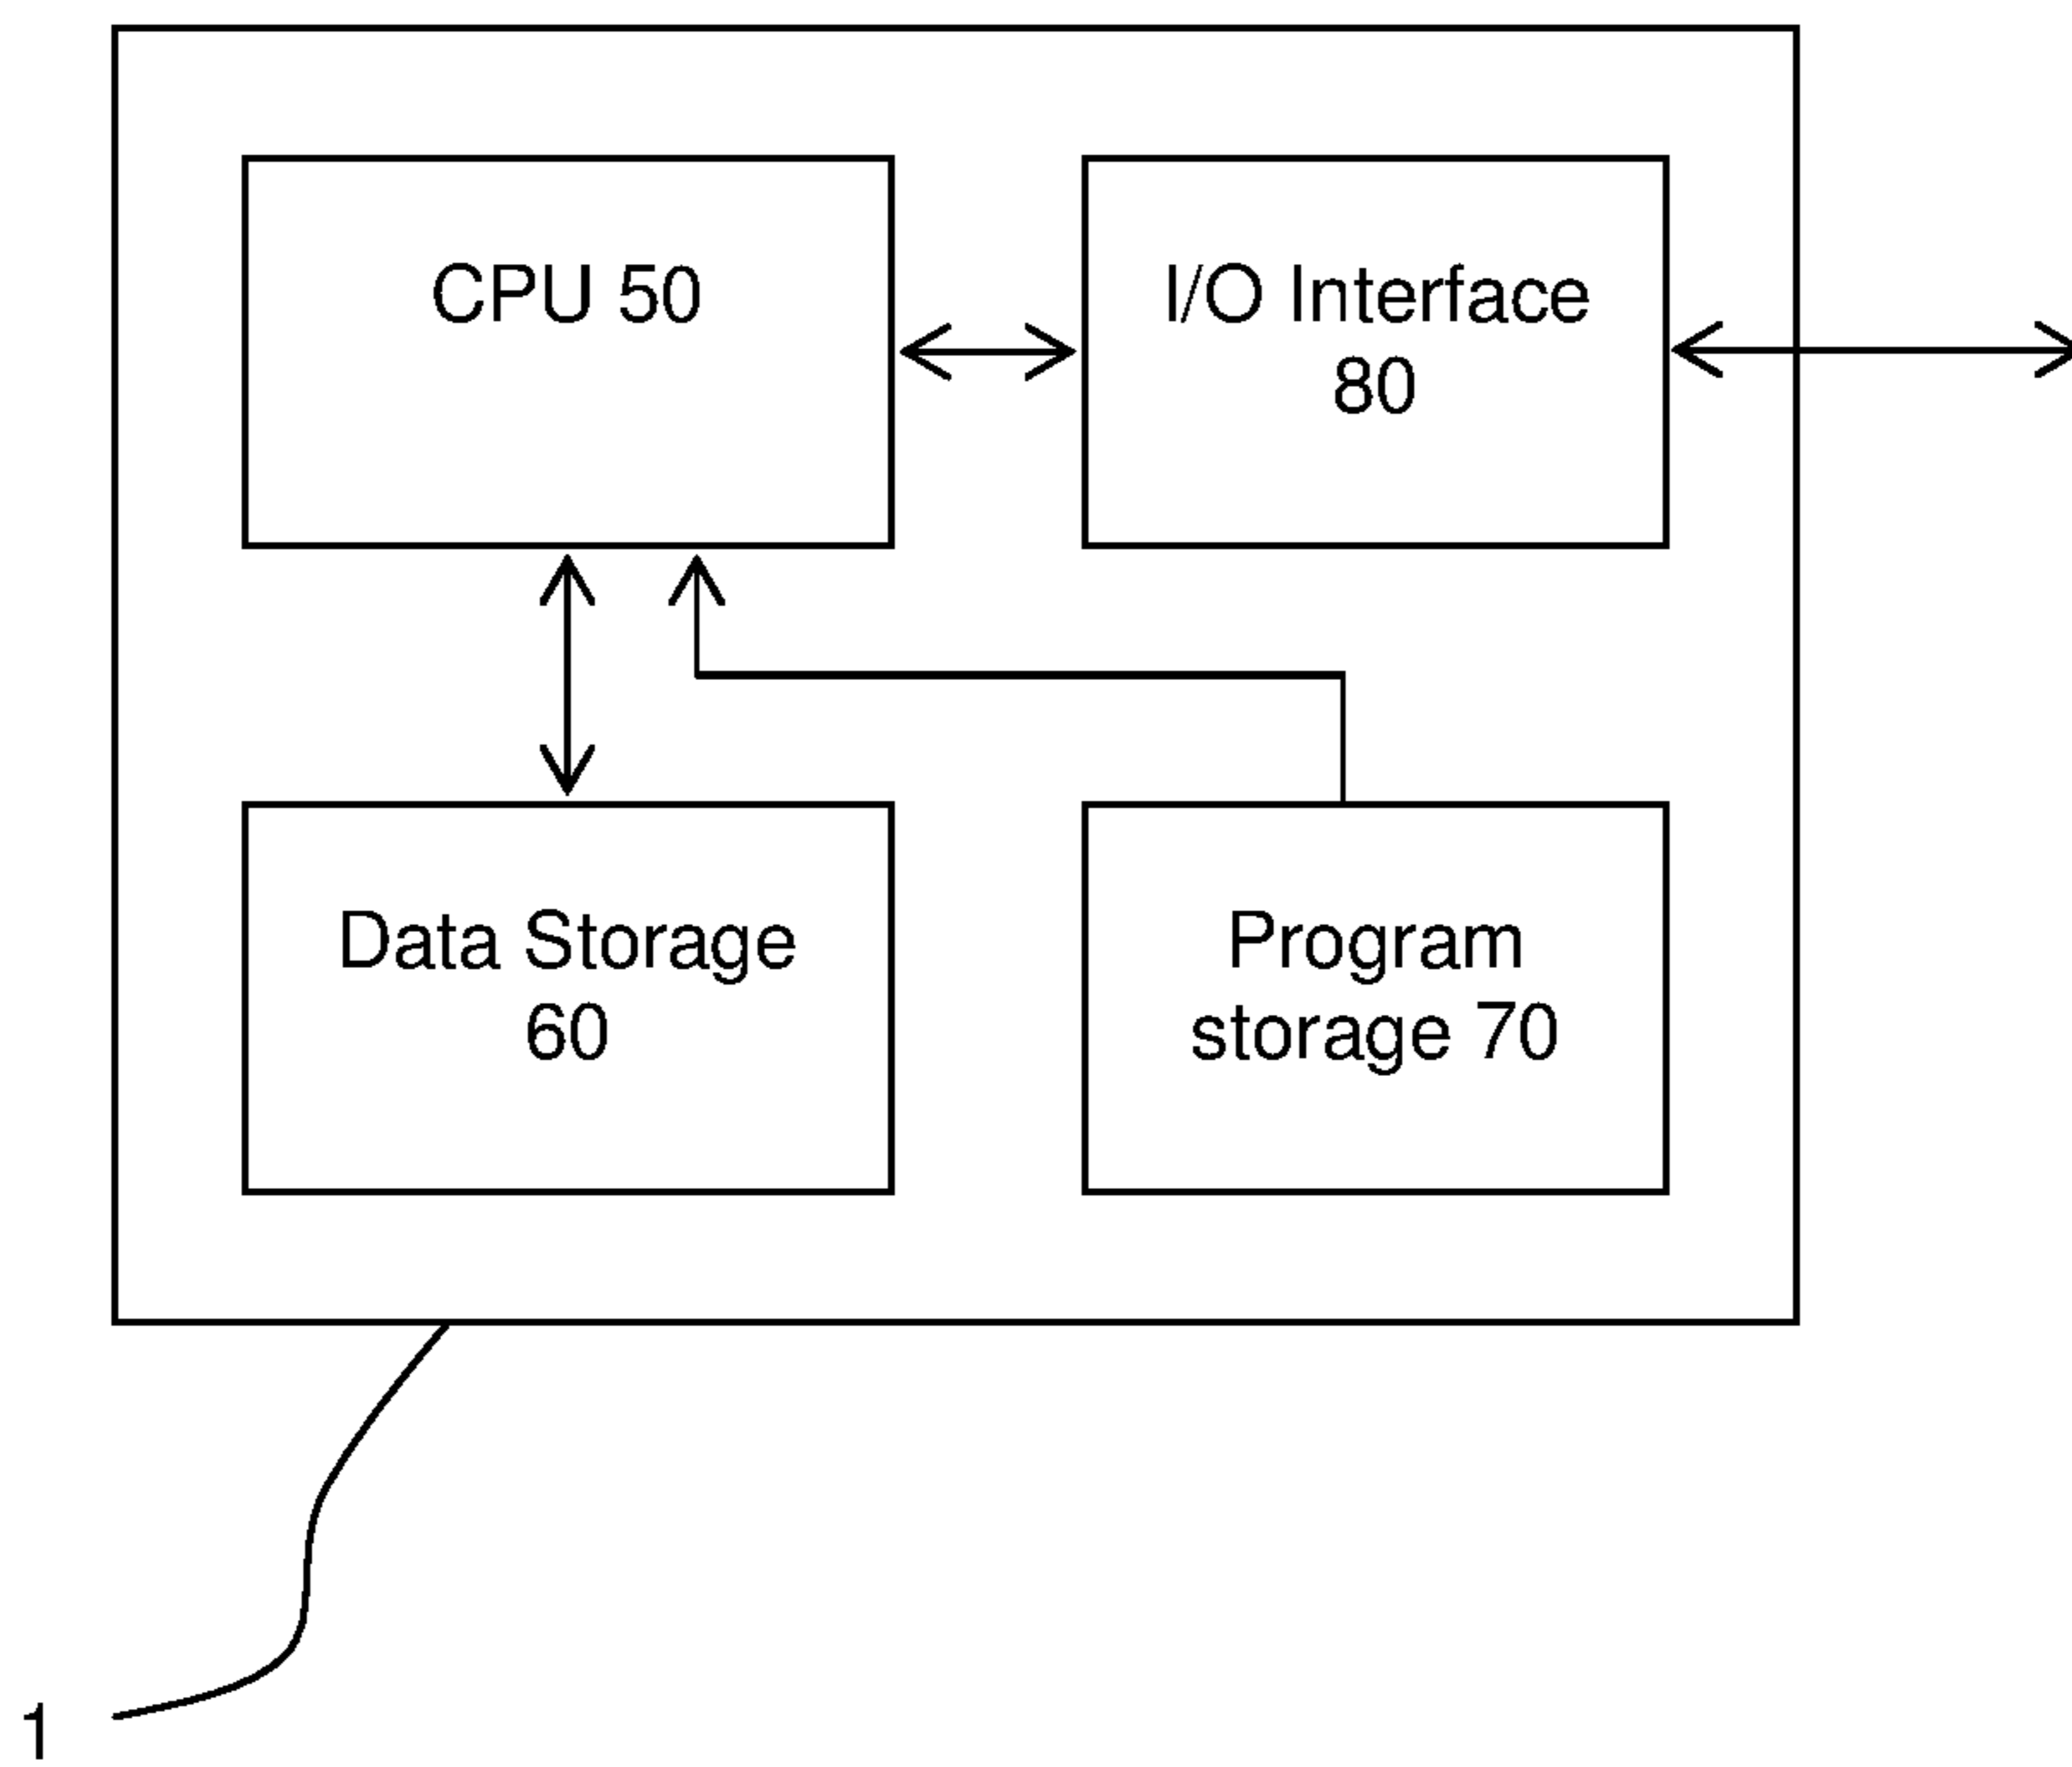 CPU 50
I/O Interface
80
Data Storage
60
Program
storage 70
1